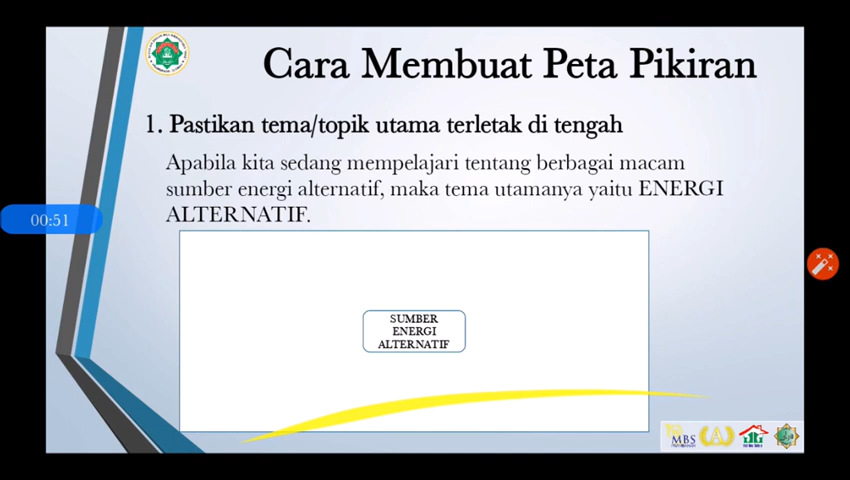 Cara Membuat Peta Pikiran
1. Pastikan tema/topik utama terletak di tengah
Apabila kita sedang mempelajari tentang berbagai macam
sumber energi alternatif, maka tema utamanya yaitu ENERGI
ALTERNATIF.
00:51
SUMBER
ENERGI
ALTERNATIF
MBS